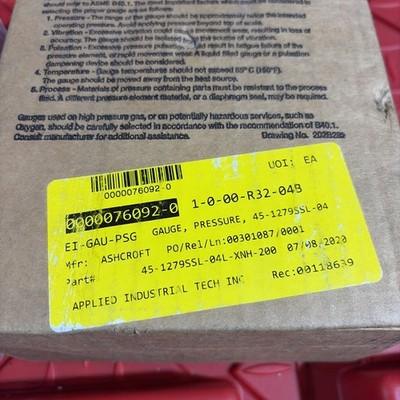 should refer to ASME B40.1. The most important factors which must be considered in
selecting the proper gauge are as follows:
1. Pressure - The range of the gauge should be approximately twice the intended
operating pressure. Avoid applying pressure beyond top of scale.
2. Vibration - Excessive vibration could cause movement wear, resulting in loss of
accuracy. The gauge should be isolated from the source of vibration.
3. Pulsation - Excessive pressure pulsation could result in fatigue failure of the
pressure element, or rapid movement wear. A liquid filled gauge or a pulsation
dampening device should be considered.
4. Temperature - Gauge temperatures should not exceed 65° C (150°F).
The gauge should be moved away from the heat source.
5. Process - Materials of pressure containing parts must be resistant to the process
fluid. A different pressure element material, or a diaphragm seal, may be required.
Gauges used on high pressure gas, or on potentially hazardous services, such as
Oxygen, should be carefully selected in accordance with the recommendation of B40.1.
Consult manufacturer for additional assistance. Drawing No. 202B295
0000076092-0 UOI: EA
0000076092-0 1-0-00-R32-04B
EI-GAU-PSG GAUGE, PRESSURE, 45-1279SSL-04
Mfr: ASHCROFT PO/Rel/Ln:00301087/0001
Part# 45-1279SSL-04L-XNH-200 07/08/2020
APPLIED INDUSTRIAL TECH INC Rec:00118639